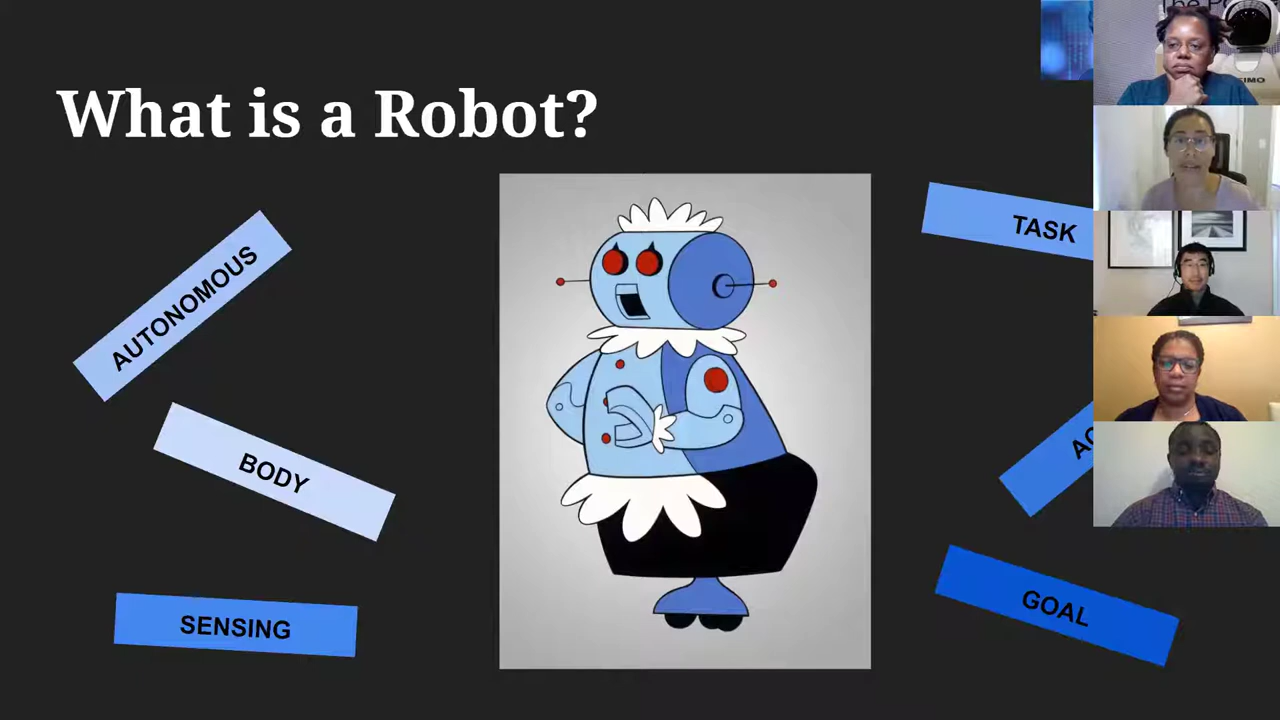 What is a Robot?
AUTONOMOUS
BODY
SENSING
TASK
GOAL